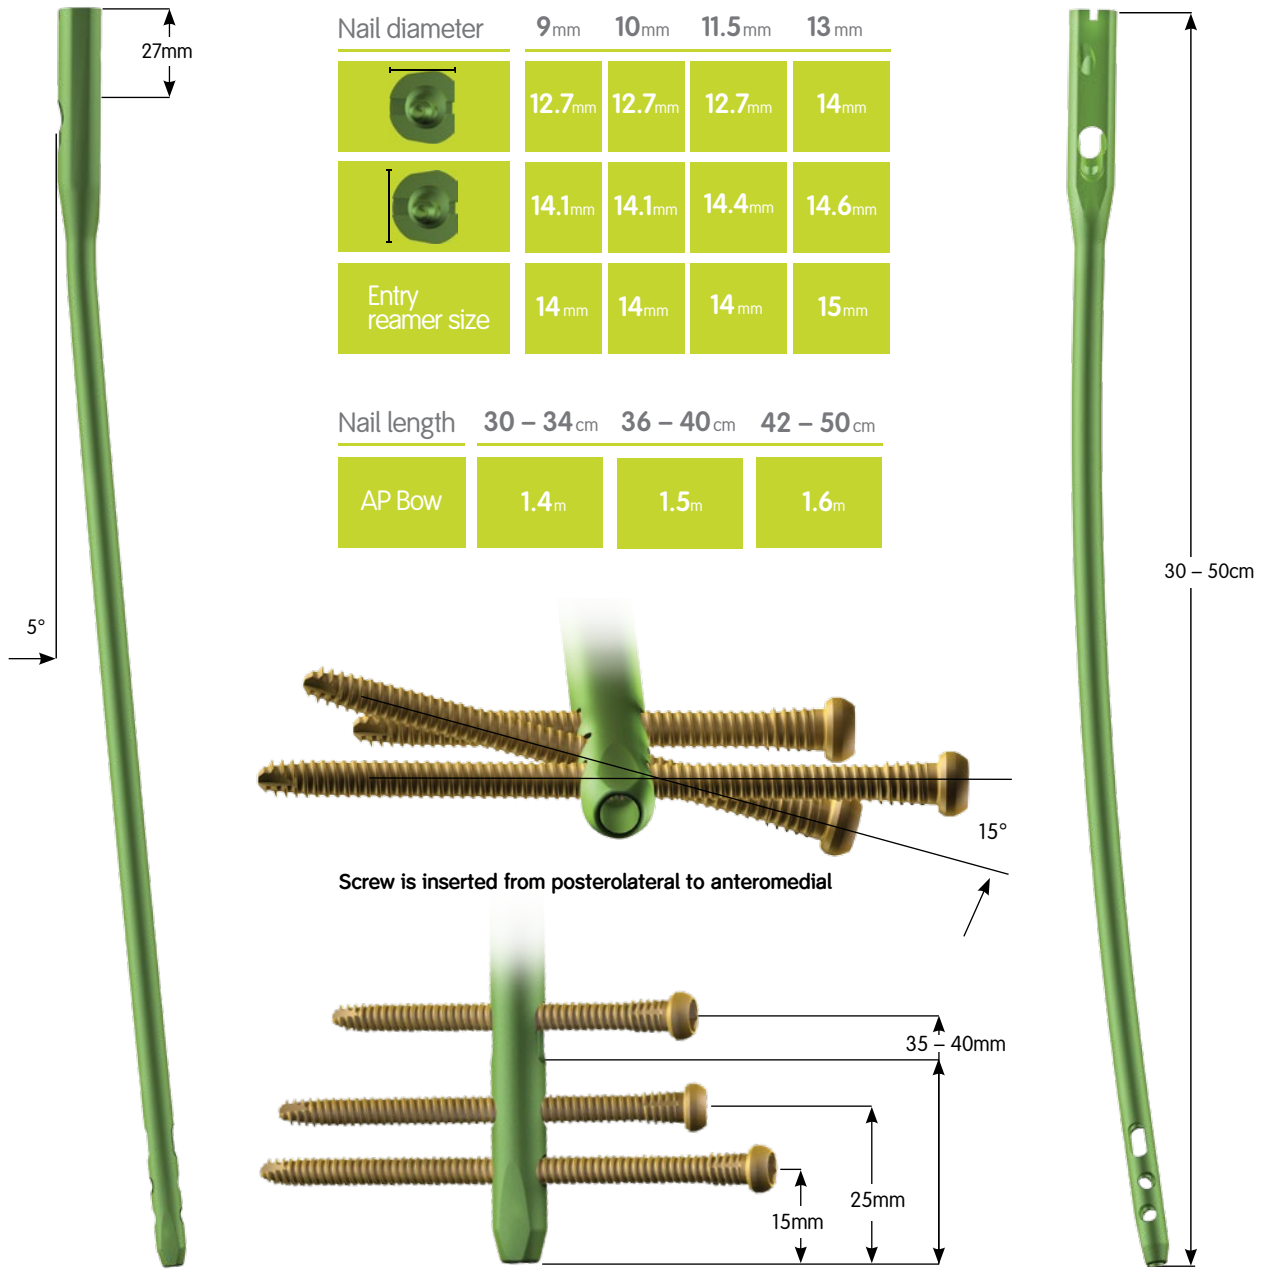 27mm
Nail diameter 9mm 10mm 11.5mm 13mm
12.7mm 12.7mm 12.7mm 14mm
14.1mm 14.1mm 14.4mm 14.6mm
Entry
reamer size
14mm 14mm 14mm 15mm
Nail length 30 – 34cm 36 – 40cm 42 – 50cm
AP Bow 1.4m 1.5m 1.6m
30 – 50cm
5°
15°
Screw is inserted from posterolateral to anteromedial
35 – 40mm
25mm
15mm